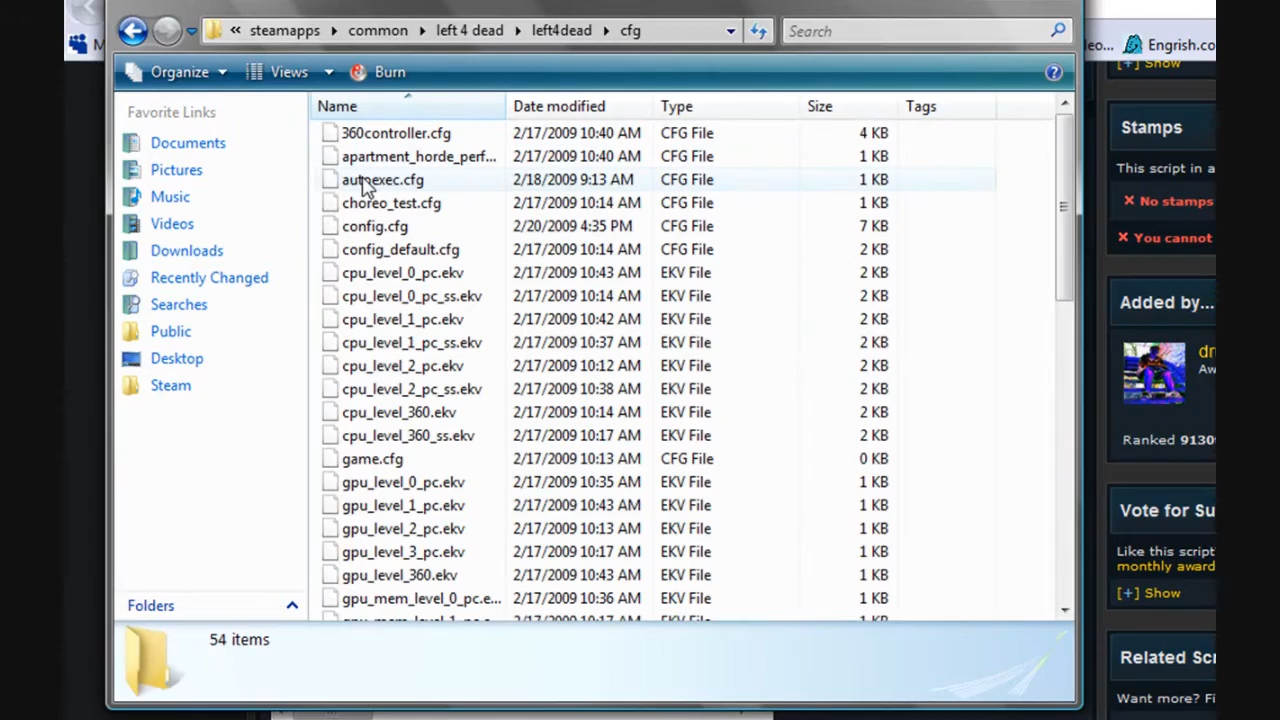 « steamapps ▸ common ▸ left 4 dead ▸ left4dead ▸ cfg
Search
Engrish.co
Organize
Views
Burn
[+] Show
Name
Date modified
Type
Size
Tags
Favorite Links
Documents
Pictures
Music
Videos
Downloads
Recently Changed
Searches
Public
Desktop
Steam
Folders
360controller.cfg 2/17/2009 10:40 AM CFG File 4 KB
apartment_horde_perf... 2/17/2009 10:40 AM CFG File 1 KB
autoexec.cfg 2/18/2009 9:13 AM CFG File 1 KB
choreo_test.cfg 2/17/2009 10:14 AM CFG File 1 KB
config.cfg 2/20/2009 4:35 PM CFG File 7 KB
config_default.cfg 2/17/2009 10:14 AM CFG File 2 KB
cpu_level_0_pc.ekv 2/17/2009 10:43 AM EKV File 2 KB
cpu_level_0_pc_ss.ekv 2/17/2009 10:14 AM EKV File 2 KB
cpu_level_1_pc.ekv 2/17/2009 10:42 AM EKV File 2 KB
cpu_level_1_pc_ss.ekv 2/17/2009 10:37 AM EKV File 2 KB
cpu_level_2_pc.ekv 2/17/2009 10:12 AM EKV File 2 KB
cpu_level_2_pc_ss.ekv 2/17/2009 10:38 AM EKV File 2 KB
cpu_level_360.ekv 2/17/2009 10:14 AM EKV File 2 KB
cpu_level_360_ss.ekv 2/17/2009 10:17 AM EKV File 2 KB
game.cfg 2/17/2009 10:13 AM CFG File 0 KB
gpu_level_0_pc.ekv 2/17/2009 10:35 AM EKV File 1 KB
gpu_level_1_pc.ekv 2/17/2009 10:43 AM EKV File 1 KB
gpu_level_2_pc.ekv 2/17/2009 10:13 AM EKV File 1 KB
gpu_level_3_pc.ekv 2/17/2009 10:17 AM EKV File 1 KB
gpu_level_360.ekv 2/17/2009 10:43 AM EKV File 1 KB
gpu_mem_level_0_pc.e... 2/17/2009 10:36 AM EKV File 1 KB
54 items
Stamps
This script in a
No stamps
You cannot
Added by...
Aw
Ranked 9130
Vote for Su
Like this script
monthly award
[+] Show
Related Scr
Want more? Fi